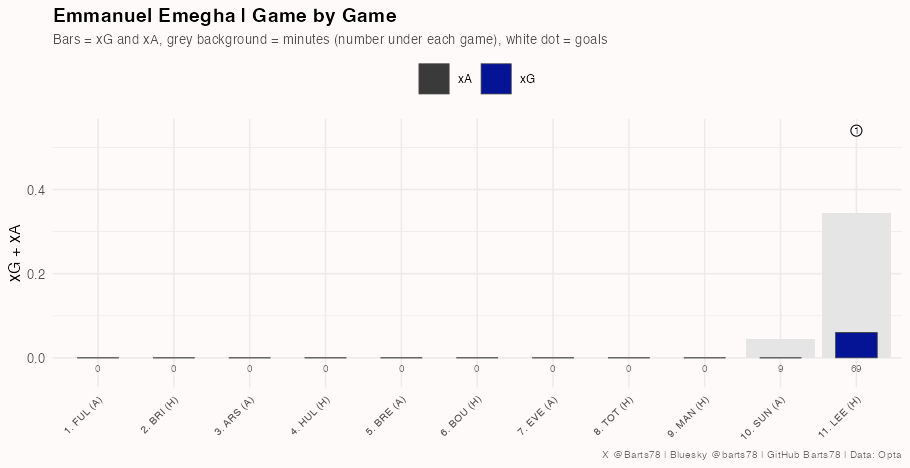 Emmanuel Emegha | Game by Game
Bars = xG and xA, grey background = minutes (number under each game), white dot = goals
xA xG
1
xG + xA
0.4
0.2
0.0
0 0 0 0 0 0 0 0 0 9 69
1. FUL (A) 2. BRI (H) 3. ARS (A) 4. HUL (H) 5. BRE (A) 6. BOU (H) 7. EVE (A) 8. TOT (H) 9. MAN (H) 10. SUN (A) 11. LEE (H)
X @Barts78 | Bluesky @barts78 | GitHub Barts78 | Data: Opta